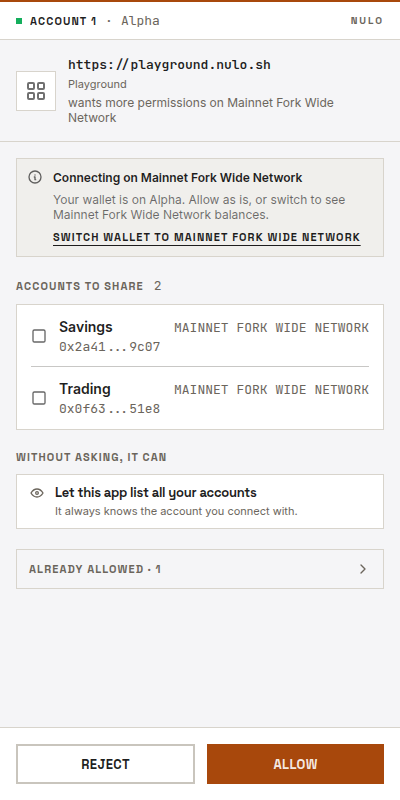 ACCOUNT 1 · Alpha
NULO
https://playground.nulo.sh
Playground
wants more permissions on Mainnet Fork Wide
Network
Connecting on Mainnet Fork Wide Network
Your wallet is on Alpha. Allow as is, or switch to see
Mainnet Fork Wide Network balances.
SWITCH WALLET TO MAINNET FORK WIDE NETWORK
ACCOUNTS TO SHARE 2
Savings MAINNET FORK WIDE NETWORK
0x2a41...9c07
Trading MAINNET FORK WIDE NETWORK
0x0f63...51e8
WITHOUT ASKING, IT CAN
Let this app list all your accounts
It always knows the account you connect with.
ALREADY ALLOWED · 1
REJECT
ALLOW